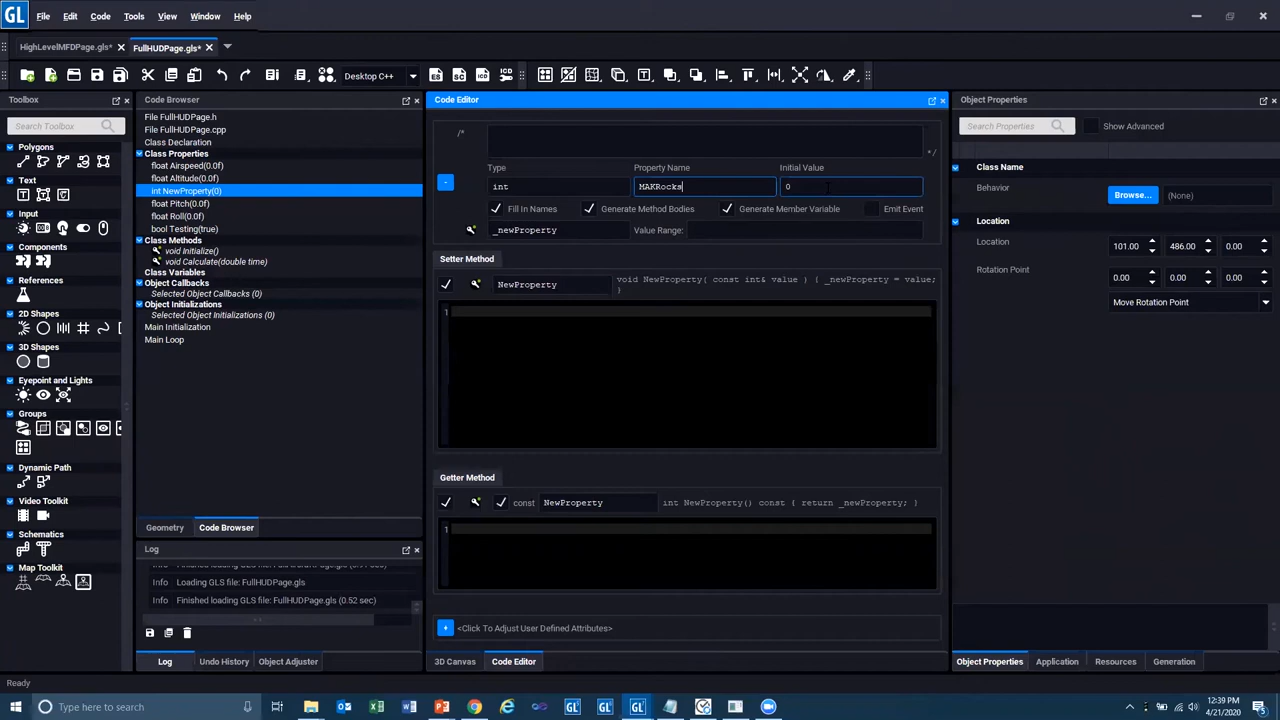 GL File Edit Code Tools View Window Help
HighLevelMFDPage.gls* FullHUDPage.gls*
Desktop C++ ES SC ICD ICD
Toolbox
Search Toolbox
Polygons
Text
Input
Components
References
2D Shapes
3D Shapes
Eyepoint and Lights
Groups
Dynamic Path
Video Toolkit
Schematics
Map Toolkit
Code Browser
File FullHUDPage.h
File FullHUDPage.cpp
Class Declaration
Class Properties
float Airspeed(0.0f)
float Altitude(0.0f)
int NewProperty(0)
float Pitch(0.0f)
float Roll(0.0f)
bool Testing(true)
Class Methods
void Initialize()
void Calculate(double time)
Class Variables
Object Callbacks
Selected Object Callbacks (0)
Object Initializations
Selected Object Initializations (0)
Main Initialization
Main Loop
Geometry Code Browser
Log
Info Loading GLS file: FullHUDPage.gls
Info Finished loading GLS file: FullHUDPage.gls (0.52 sec)
Log Undo History Object Adjuster
Code Editor
/*
*/
Type Property Name Initial Value
- int MAKRocks 0
Fill In Names Generate Method Bodies Generate Member Variable Emit Event
_newProperty Value Range:
Setter Method
NewProperty void NewProperty( const int& value ) { _newProperty = value;
}
1
Getter Method
const NewProperty int NewProperty() const { return _newProperty; }
1
+ <Click To Adjust User Defined Attributes>
3D Canvas Code Editor
Object Properties
Search Properties Show Advanced
Class Name
Behavior Browse... (None)
Location
Location 101.00 486.00 0.00
Rotation Point 0.00 0.00 0.00
Move Rotation Point
Object Properties Application Resources Generation
Ready
Type here to search
12:39 PM
4/21/2020